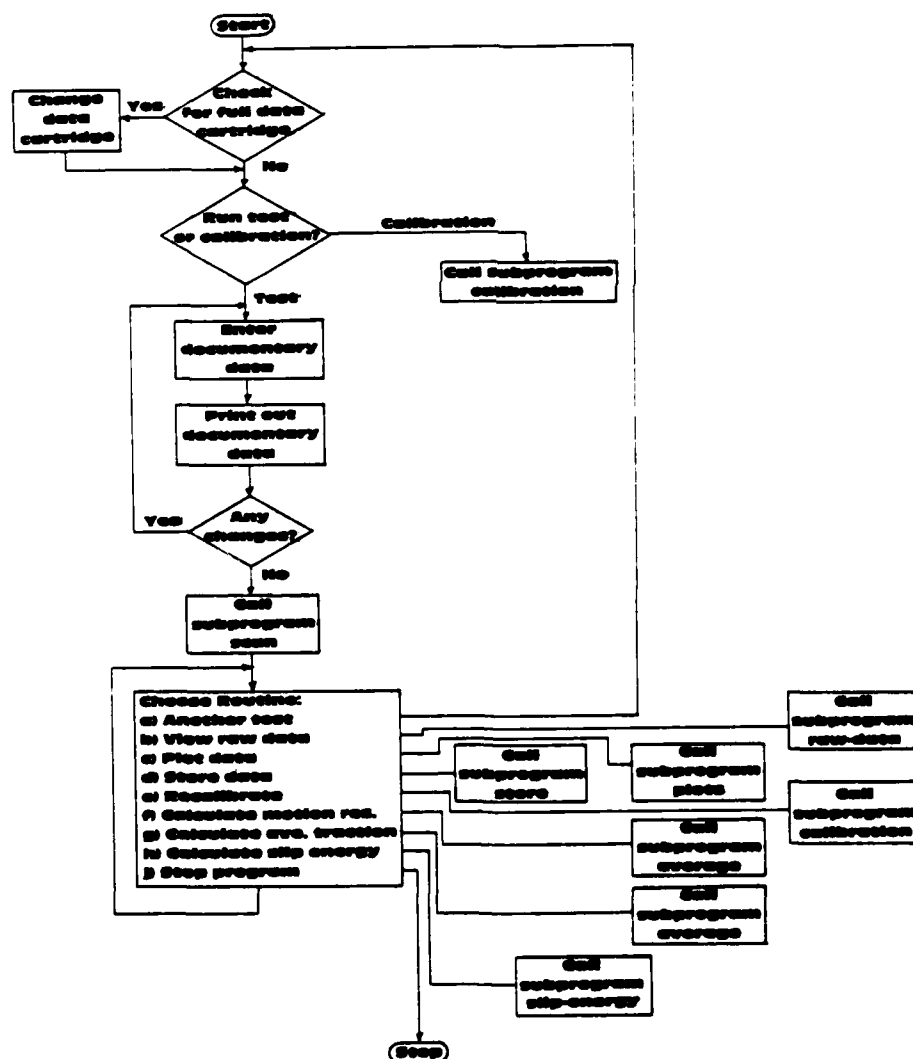 Start
Check
for full data
cartridge
Yes
Change
data
cartridge
No
Run test
or calibration?
Calibration
Call subprogram
calibration
Test
Enter
documentary
data
Print out
documentary
data
Any
changes?
Yes
No
Call
subprogram
scan
Choose Routine:
a) Another test
b) View raw data
c) Plot data
d) Store data
e) Recalibrate
f) Calculate motion res.
g) Calculate ave. traction
h) Calculate slip energy
j) Stop program
Call
subprogram
raw-data
Call
subprogram
store
Call
subprogram
plots
Call
subprogram
calibration
Call
subprogram
average
Call
subprogram
average
Call
subprogram
slip-energy
Stop